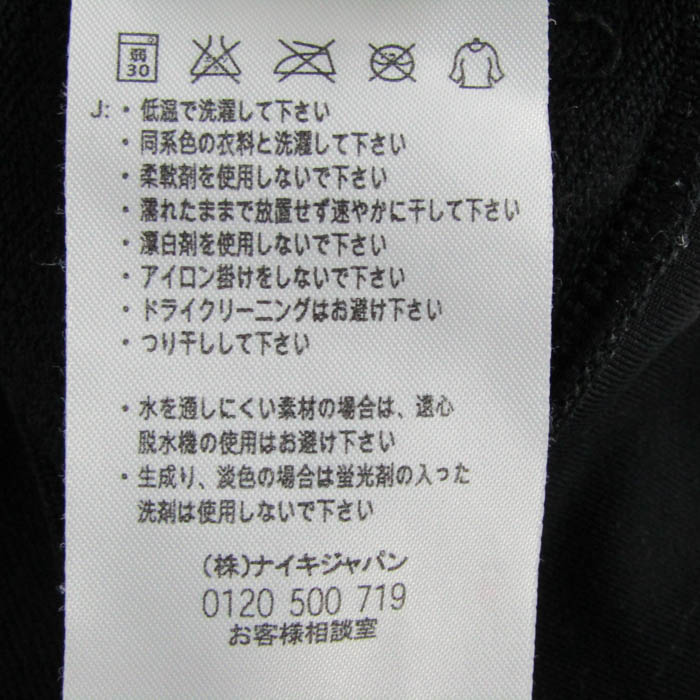 弱
30
J: ・低温で洗濯して下さい
・同系色の衣料と洗濯して下さい
・柔軟剤を使用しないで下さい
・濡れたままで放置せず速やかに干して下さい
・漂白剤を使用しないで下さい
・アイロン掛けをしないで下さい
・ドライクリーニングはお避け下さい
・つり干しして下さい
・水を通しにくい素材の場合は、遠心
脱水機の使用はお避け下さい
・生成り、淡色の場合は蛍光剤の入った
洗剤は使用しないで下さい
(株)ナイキジャパン
0120 500 719
お客様相談室